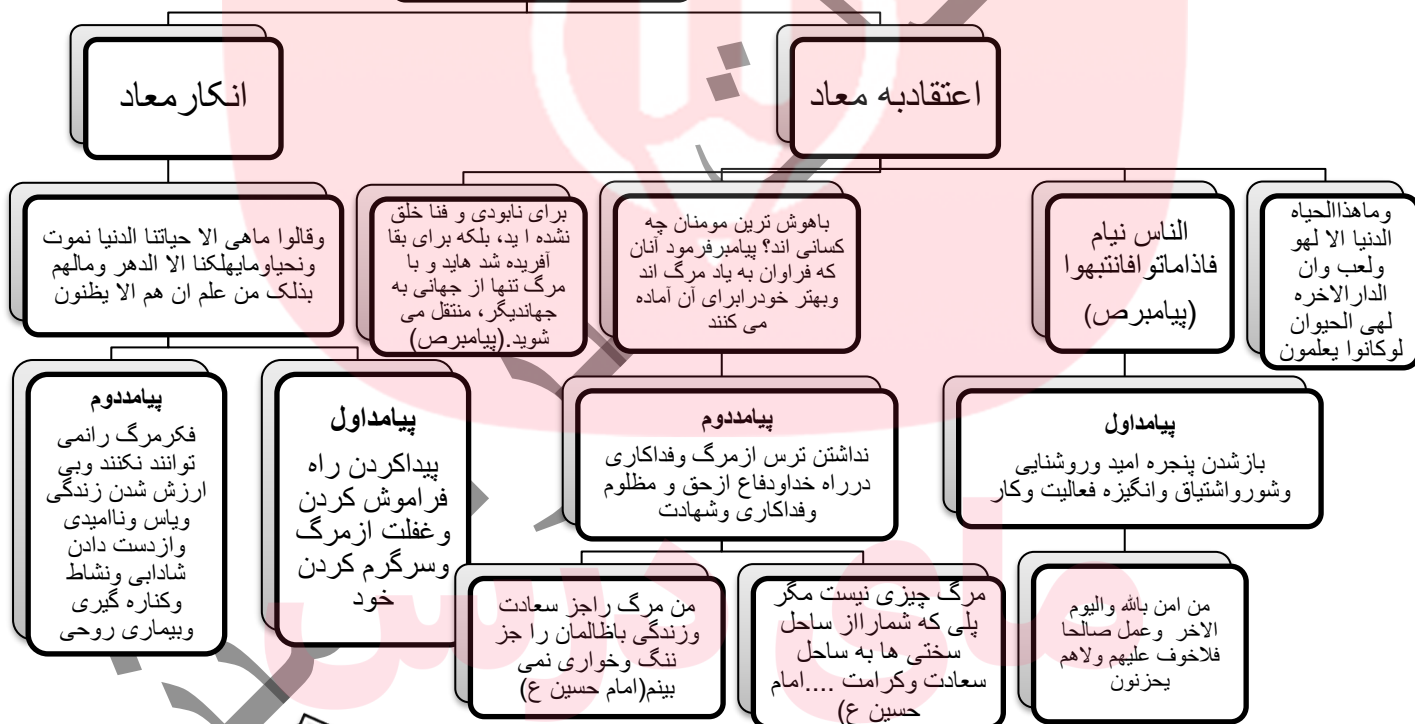 اعتقادبه معاد
انکارمعاد
وماهذاالحیاه
الدنیا الا لهو
ولعب وان
الدارالاخره
لهی الحیوان
لوکانوا یعلمون
الناس نیام
فاذاماتوافانتبهوا
(پیامبرص)
باهوش ترین مومنان چه
کسانی اند؟ پیامبرفرمود آنان
که فراوان به یاد مرگ اند
وبهتر خودرابرای آن آماده
می کنند
برای نابودی و فنا خلق
نشده ا ید، بلکه برای بقا
آفریده شد هاید و با
مرگ تنها از جهانی به
جهاندیگر، منتقل می
شوید.(پیامبرص)
وقالوا ماهی الا حیاتنا الدنیا نموت
ونحیاومایهلکنا الا الدهر ومالهم
بذلک من علم ان هم الا یظنون
پیامداول
بازشدن پنجره امید وروشنایی
وشورواشتیاق وانگیزه فعالیت وکار
پیامددوم
نداشتن ترس ازمرگ وفداکاری
درراه خداودفاع ازحق و مظلوم
وفداکاری وشهادت
پیامداول
پیداکردن راه
فراموش کردن
وغفلت ازمرگ
وسرگرم کردن
خود
پیامددوم
فکرمرگ رانمی
توانند نکنند وبی
ارزش شدن زندگی
ویاس وناامیدی
وازدست دادن
شادابی ونشاط
وکناره گیری
وبیماری روحی
من امن بالله والیوم
الاخر وعمل صالحا
فلاخوف علیهم ولاهم
یحزنون
مرگ چیزی نیست مگر
پلی که شمارااز ساحل
سختی ها به ساحل
سعادت وکرامت ....امام
حسین ع)
من مرگ راجز سعادت
وزندگی باظالمان را جز
ننگ وخواری نمی
بینم(امام حسین ع)
مای درس